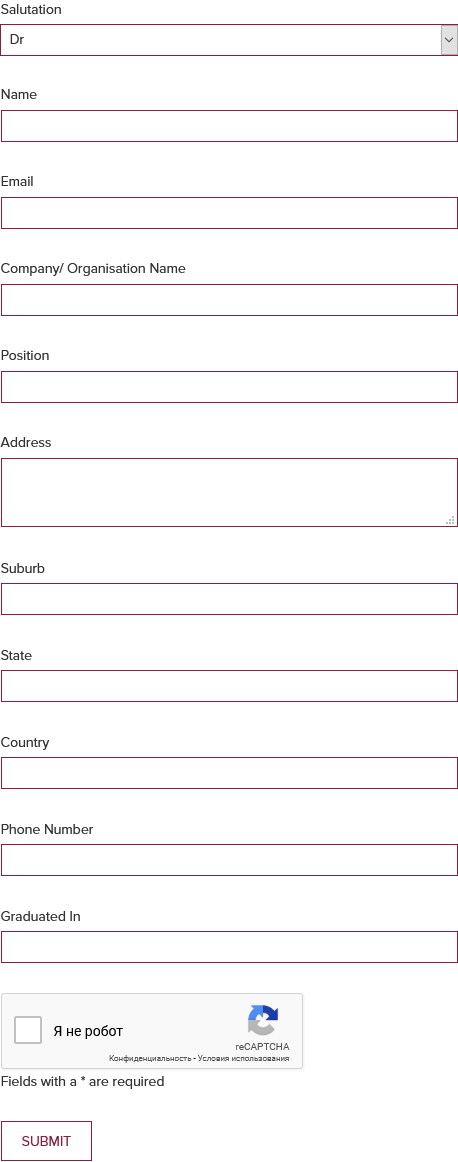 Salutation
Dr
Name
Email
Company/ Organisation Name
Position
Address
Suburb
State
Country
Phone Number
Graduated In
Я не робот
reCAPTCHA
Конфиденциальность - Условия использования
Fields with a * are required
SUBMIT